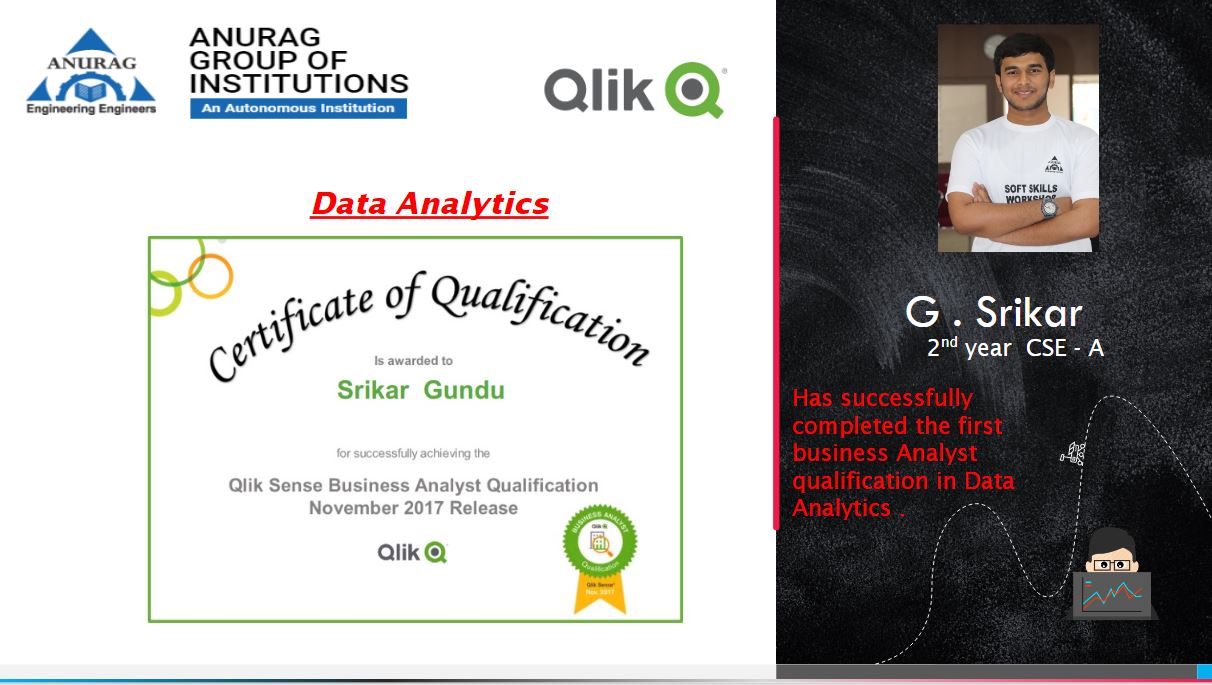 ANURAG
Engineering Engineers
ANURAG
GROUP OF
INSTITUTIONS
An Autonomous Institution
Qlik
Data Analytics
Certificate of Qualification
Is awarded to
Srikar Gundu
for successfully achieving the
Qlik Sense Business Analyst Qualification
November 2017 Release
Qlik
BUSINESS ANALYST
Qlik
Qualification
Qlik Sense®
Nov 2017
SOFT SKILLS
WORKSHOP
G . Srikar
2nd year CSE - A
Has successfully
completed the first
business Analyst
qualification in Data
Analytics .